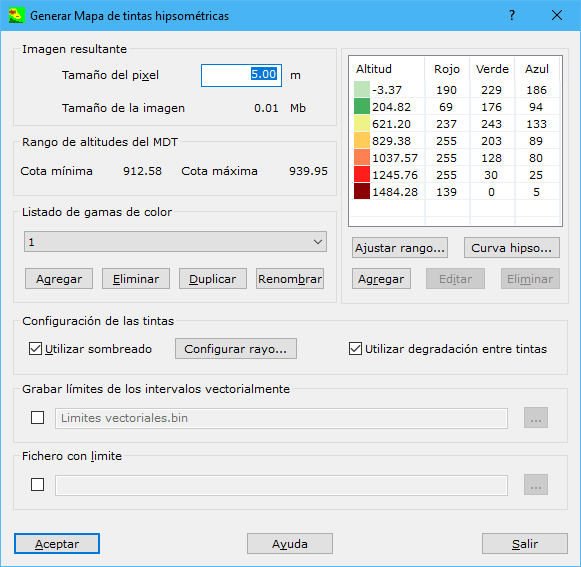 Generar Mapa de tintas hipsométricas
Imagen resultante
Tamaño del pixel 5.00 m
Tamaño de la imagen 0.01 Mb
Rango de altitudes del MDT
Cota mínima 912.58 Cota máxima 939.95
Listado de gamas de color
1
Agregar Eliminar Duplicar Renombrar
Altitud Rojo Verde Azul
-3.37 190 229 186
204.82 69 176 94
621.20 237 243 133
829.38 255 203 89
1037.57 255 128 80
1245.76 255 30 25
1484.28 139 0 5
Ajustar rango... Curva hipso...
Agregar Editar Eliminar
Configuración de las tintas
Utilizar sombreado Configurar rayo... Utilizar degradación entre tintas
Grabar límites de los intervalos vectorialmente
Limites vectoriales.bin ...
Fichero con limite
...
Aceptar Ayuda Salir